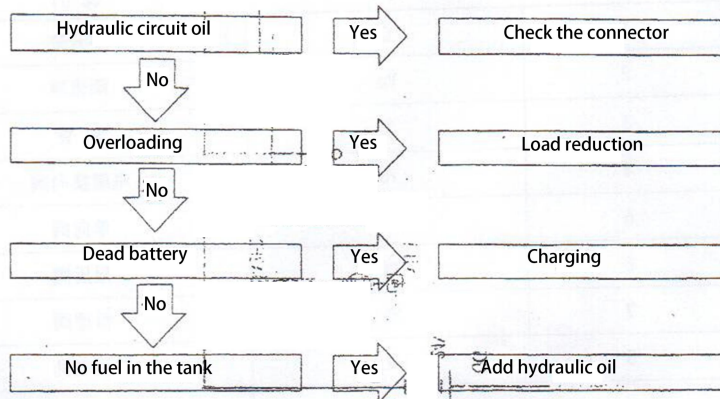 Hydraulic circuit oil Yes Check the connector
No
Overloading Yes Load reduction
No
Dead battery Yes Charging
No
No fuel in the tank Yes Add hydraulic oil